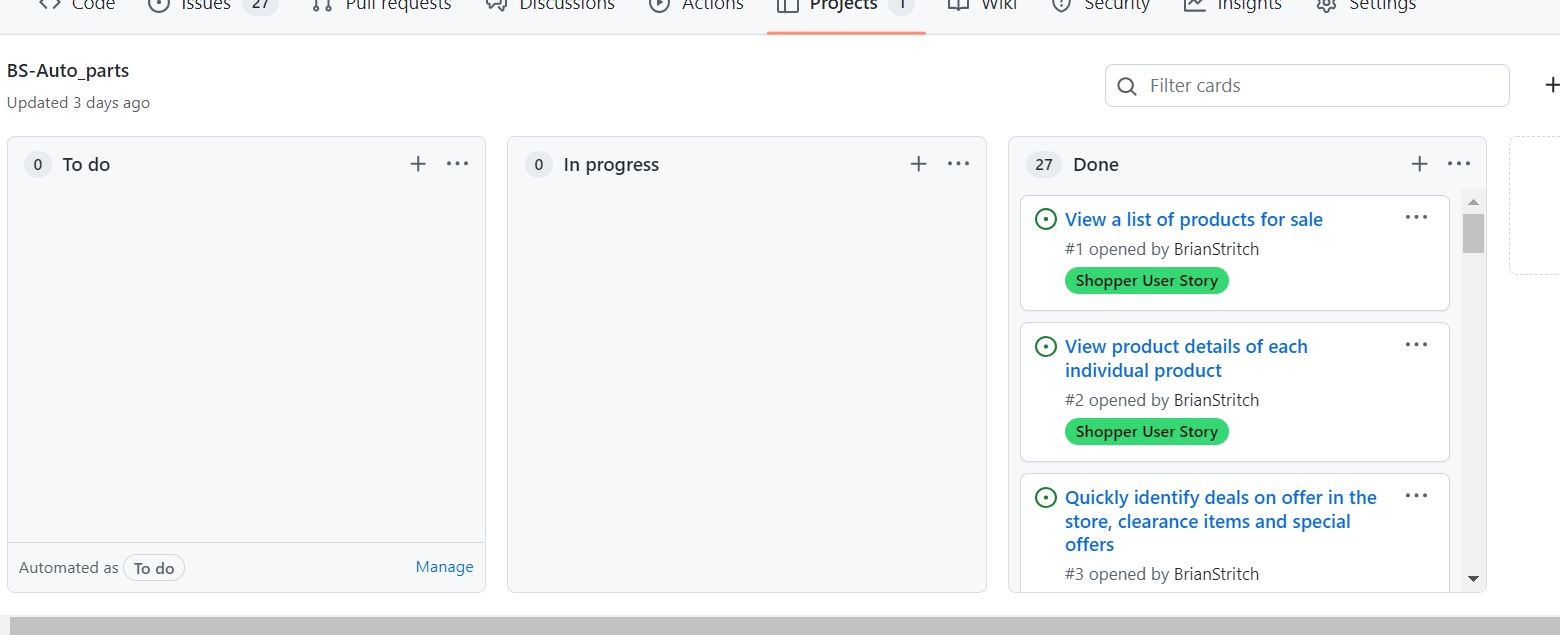 Code Issues 27 Pull requests Discussions Actions Projects 1 Wiki Security Insights Settings
BS-Auto_parts
Updated 3 days ago
Filter cards
0 To do
0 In progress
27 Done
View a list of products for sale
#1 opened by BrianStritch
Shopper User Story
View product details of each
individual product
#2 opened by BrianStritch
Shopper User Story
Quickly identify deals on offer in the
store, clearance items and special
offers
#3 opened by BrianStritch
Automated as To do
Manage